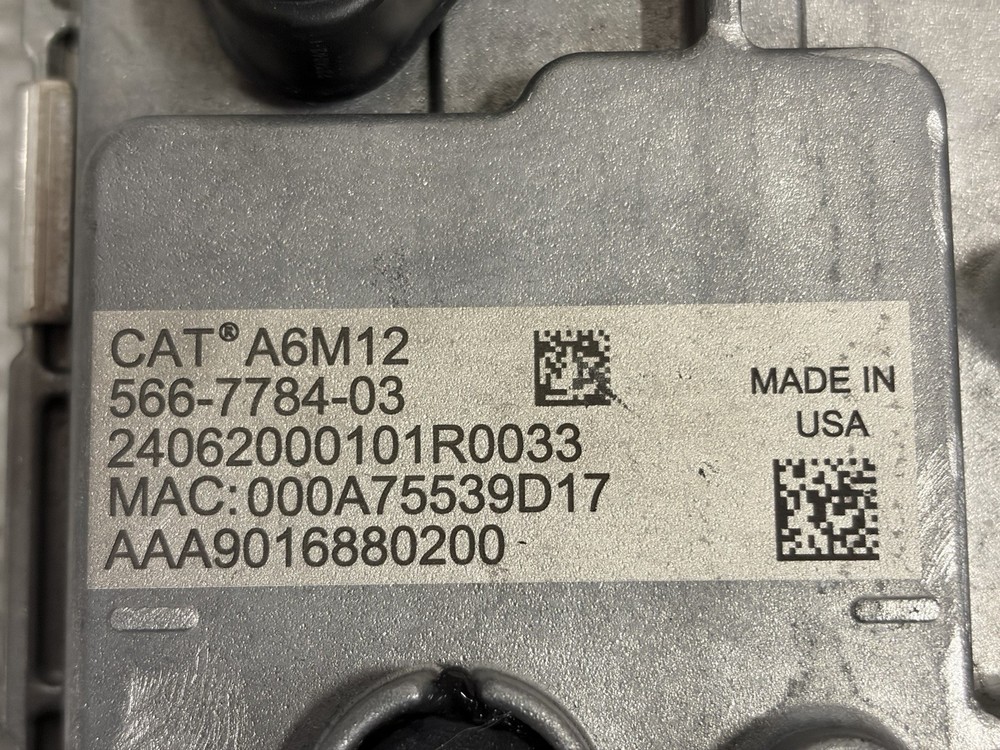 CAT® A6M12
566-7784-03
24062000101R0033
MAC: 000A75539D17
AAA9016880200
MADE IN
USA